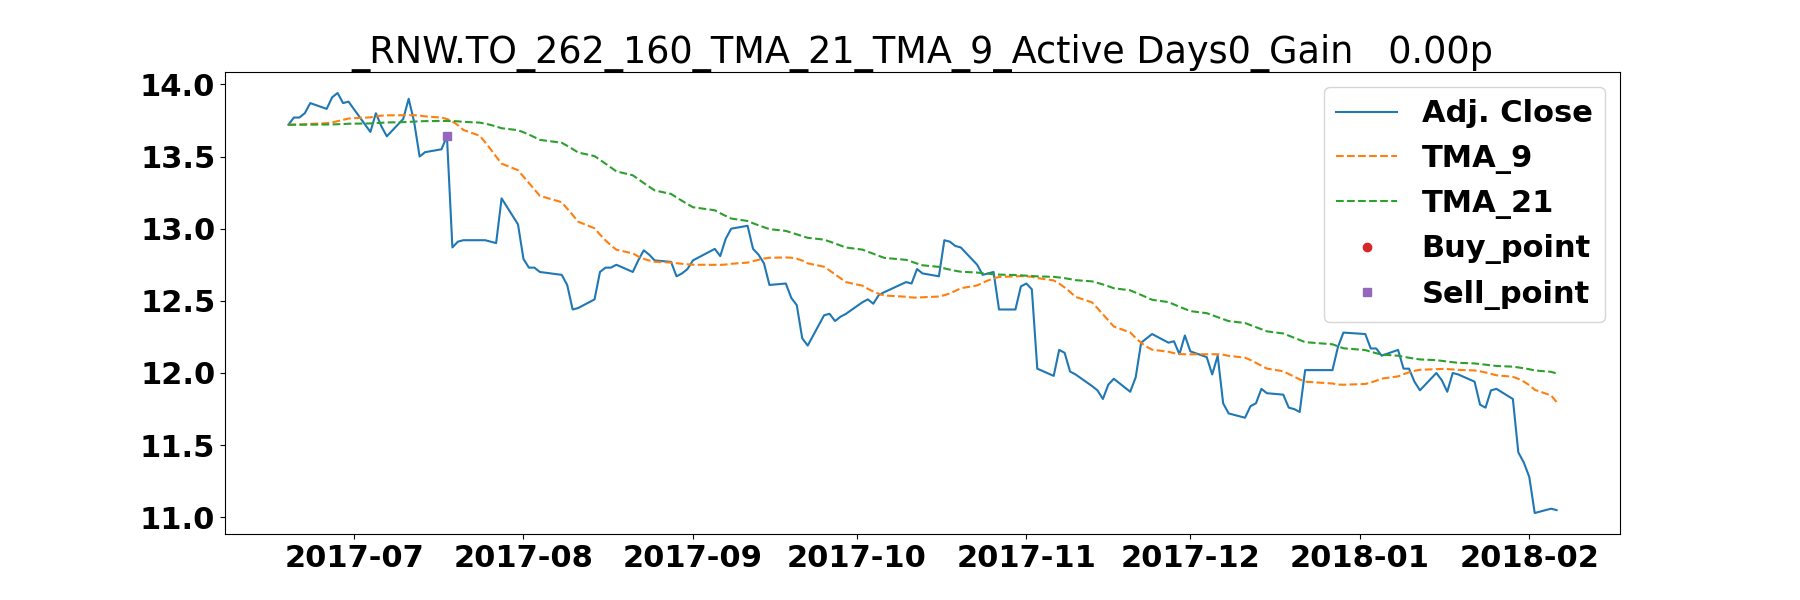 _RNW.TO_262_160_TMA_21_TMA_9_Active Days0_Gain   0.00p
14.0
13.5
13.0
12.5
12.0
11.5
11.0
Adj. Close
TMA_9
TMA_21
Buy_point
Sell_point
2017-07 2017-08 2017-09 2017-10 2017-11 2017-12 2018-01 2018-02